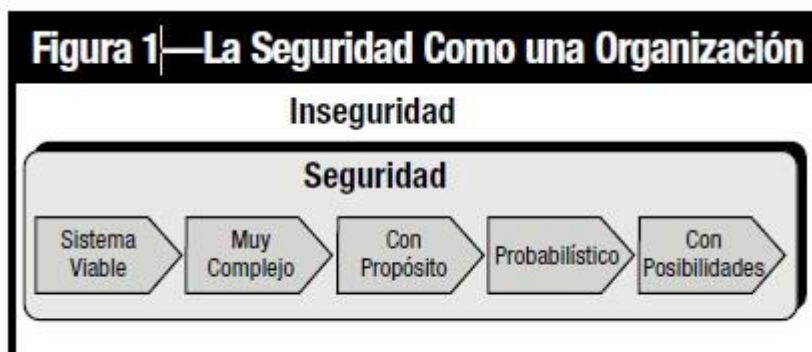 Figura 1—La Seguridad Como una Organización
Inseguridad
Seguridad
Sistema
Viable
Muy
Complejo
Con
Propósito
Probabilístico
Con
Posibilidades